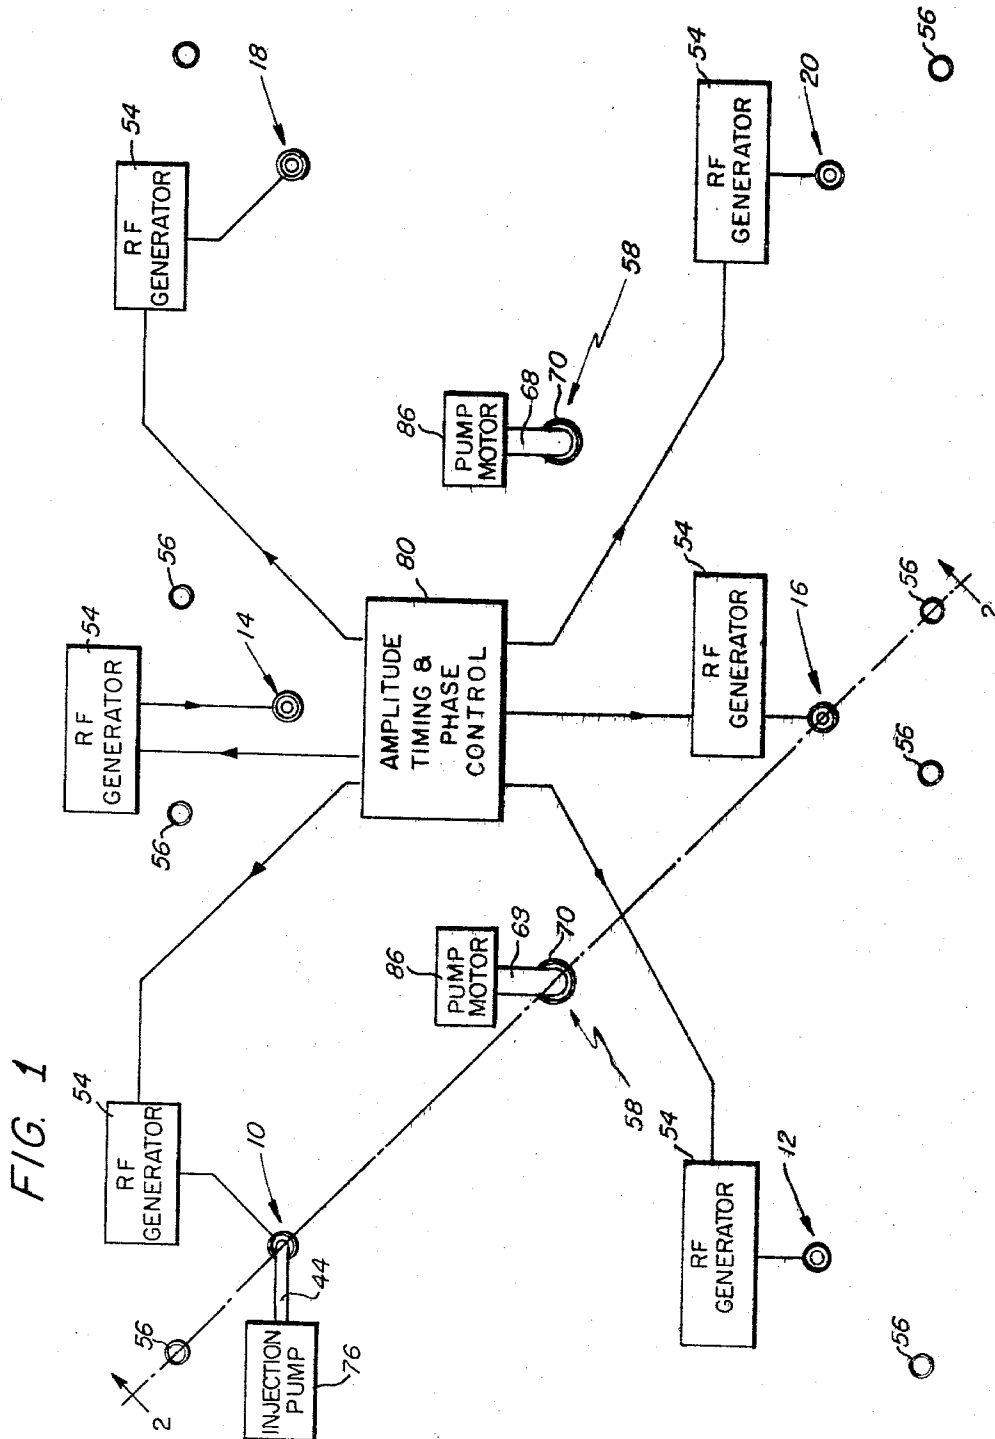 FIG. 1
54
RF
GENERATOR
54
RF
GENERATOR
54
RF
GENERATOR
2
56
56
56
10
14
18
INJECTION
PUMP
44
76
80
AMPLITUDE
TIMING &
PHASE
CONTROL
86
PUMP
MOTOR
69
70
58
86
PUMP
MOTOR
68
70
58
54
RF
GENERATOR
12
54
RF
GENERATOR
16
54
RF
GENERATOR
20
56
56
56
2
56